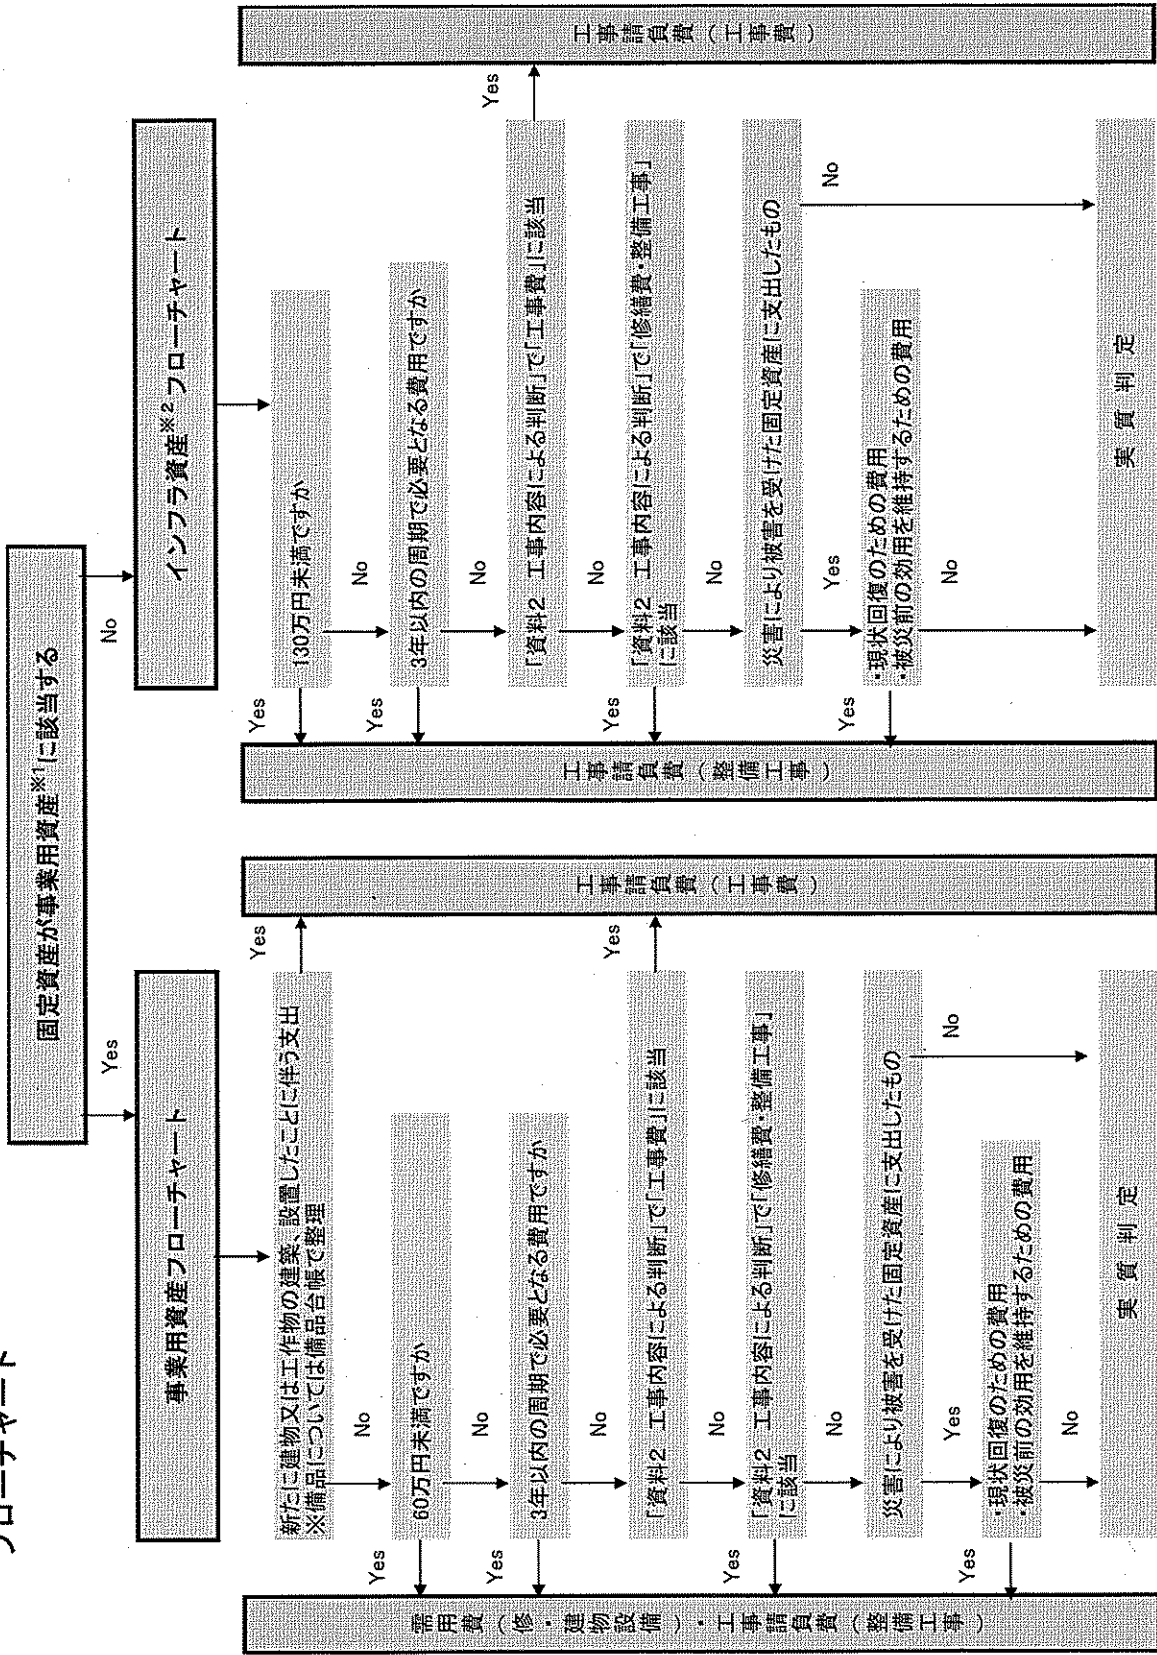 フローチャート
固定資産が事業用資産※1に該当する
Yes
No
事業用資産フローチャート
新たに建物又は工作物の建築、設置したことに伴う支出
※備品については備品台帳で整理
Yes
No
60万円未満ですか
Yes
No
3年以内の周期で必要となる費用ですか
Yes
No
「資料2　工事内容による判断」で「工事費」に該当
Yes
No
「資料2　工事内容による判断」で「修繕費・整備工事」
に該当
Yes
No
災害により被害を受けた固定資産に支出したもの
Yes
No
・現状回復のための費用
・被災前の効用を維持するための費用
Yes
No
実質判定
需用費（修・建物設備）・工事請負費（整備工事）
工事請負費（工事費）
インフラ資産※2フローチャート
130万円未満ですか
Yes
No
3年以内の周期で必要となる費用ですか
Yes
No
「資料2　工事内容による判断」で「工事費」に該当
Yes
No
「資料2　工事内容による判断」で「修繕費・整備工事」
に該当
Yes
No
災害により被害を受けた固定資産に支出したもの
Yes
No
・現状回復のための費用
・被災前の効用を維持するための費用
Yes
No
実質判定
工事請負費（整備工事）
工事請負費（工事費）